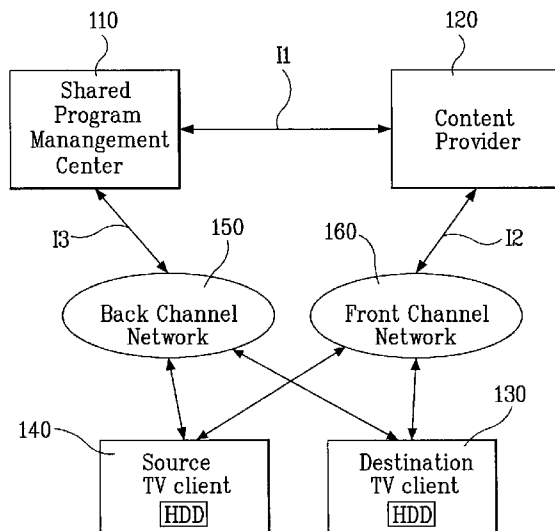 110
I1
120
Shared
Program
Manangement
Center
Content
Provider
I3
150
160
I2
Back Channel
Network
Front Channel
Network
140
130
Source
TV client
HDD
Destination
TV client
HDD